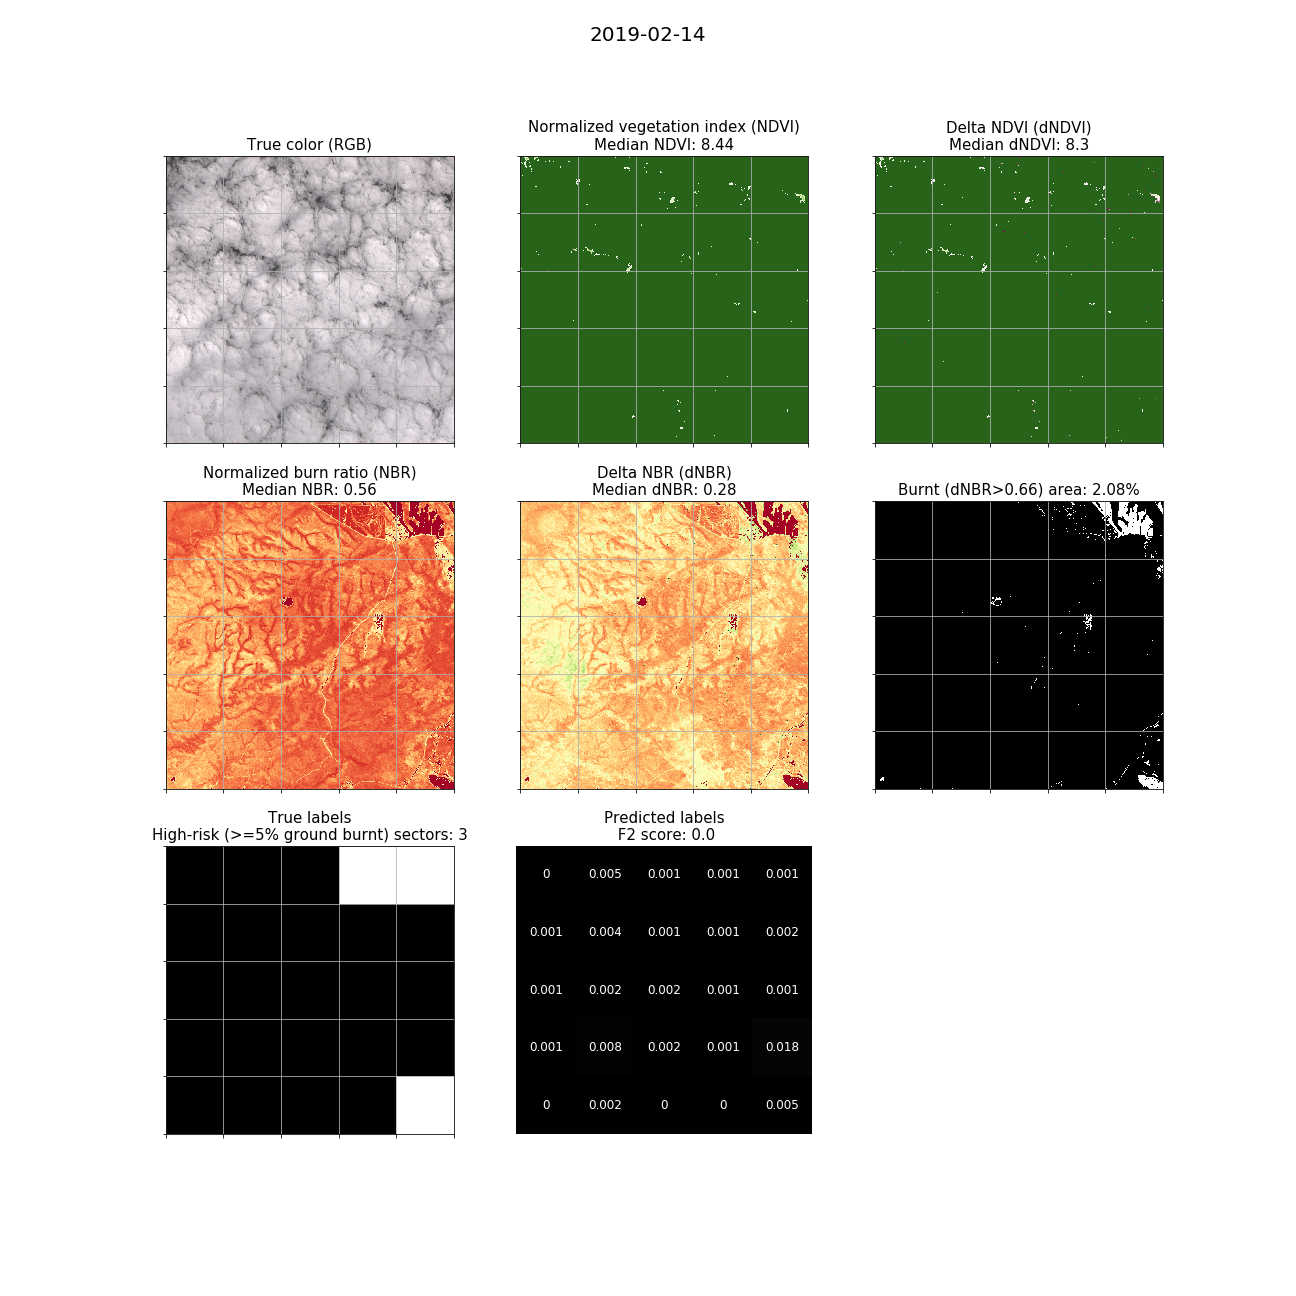 2019-02-14
True color (RGB)
Normalized vegetation index (NDVI)
Median NDVI: 8.44
Delta NDVI (dNDVI)
Median dNDVI: 8.3
Normalized burn ratio (NBR)
Median NBR: 0.56
Delta NBR (dNBR)
Median dNBR: 0.28
Burnt (dNBR>0.66) area: 2.08%
True labels
High-risk (>=5% ground burnt) sectors: 3
Predicted labels
F2 score: 0.0
0 0.005 0.001 0.001 0.001
0.001 0.004 0.001 0.001 0.002
0.001 0.002 0.002 0.001 0.001
0.001 0.008 0.002 0.001 0.018
0 0.002 0 0 0.005